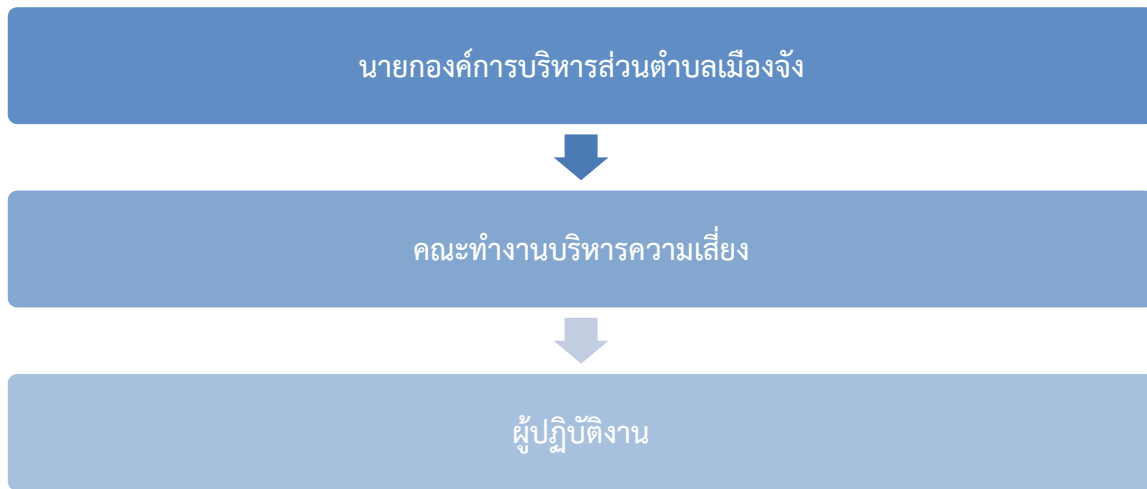 นายกองค์การบริหารส่วนตำบลเมืองจัง
คณะทำงานบริหารความเสี่ยง
ผู้ปฏิบัติงาน